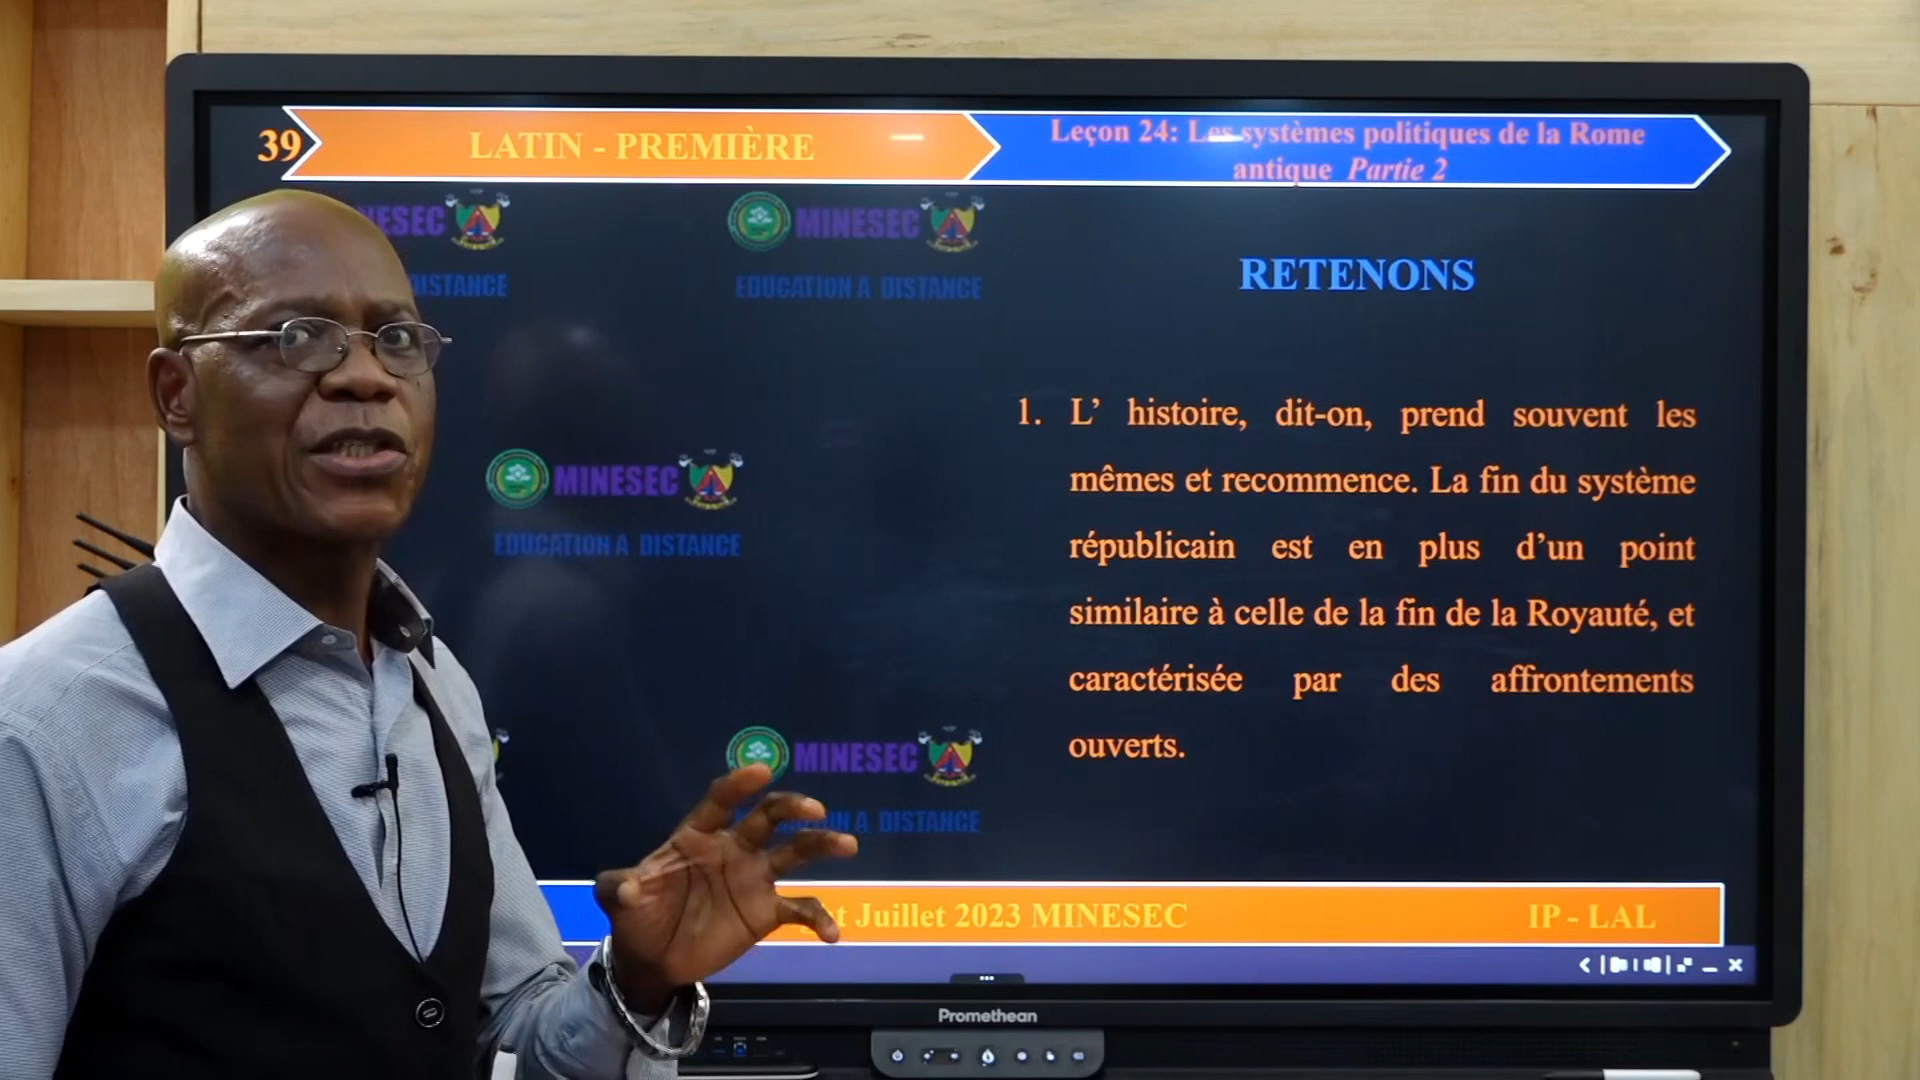 39
LATIN - PREMIÈRE
Leçon 24: Les systèmes politiques de la Rome
antique Partie 2
MINESEC
DISTANCE
MINESEC
EDUCATION A DISTANCE
RETENONS
1. L’ histoire, dit-on, prend souvent les
mêmes et recommence. La fin du système
républicain est en plus d’un point
similaire à celle de la fin de la Royauté, et
caractérisée par des affrontements
ouverts.
MINESEC
EDUCATION A DISTANCE
MINESEC
A DISTANCE
Juillet 2023 MINESEC
IP - LAL
Promethean